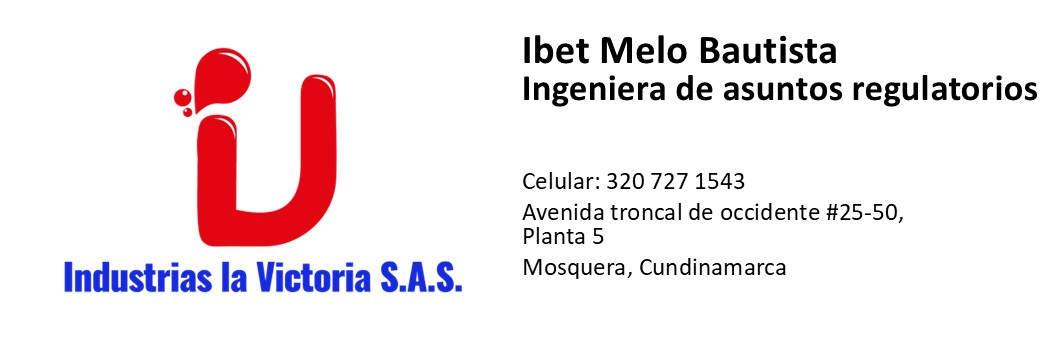 Industrias la Victoria S.A.S.
Ibet Melo Bautista
Ingeniera de asuntos regulatorios
Celular: 320 727 1543
Avenida troncal de occidente #25-50,
Planta 5
Mosquera, Cundinamarca